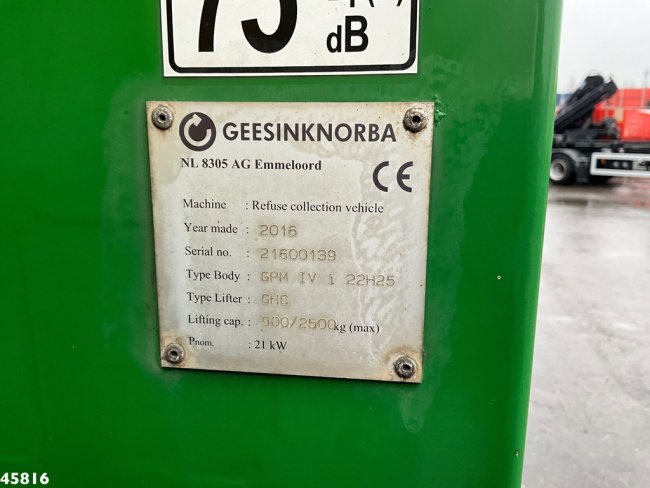 75
dB
GEESINKNORBA
NL 8305 AG Emmeloord
CE
Machine : Refuse collection vehicle
Year made : 2016
Serial no. : 21600139
Type Body : GPM IV i 22H25
Type Lifter : GHC
Lifting cap. : 900/2500kg (max)
Pnom. : 21 kW
45816